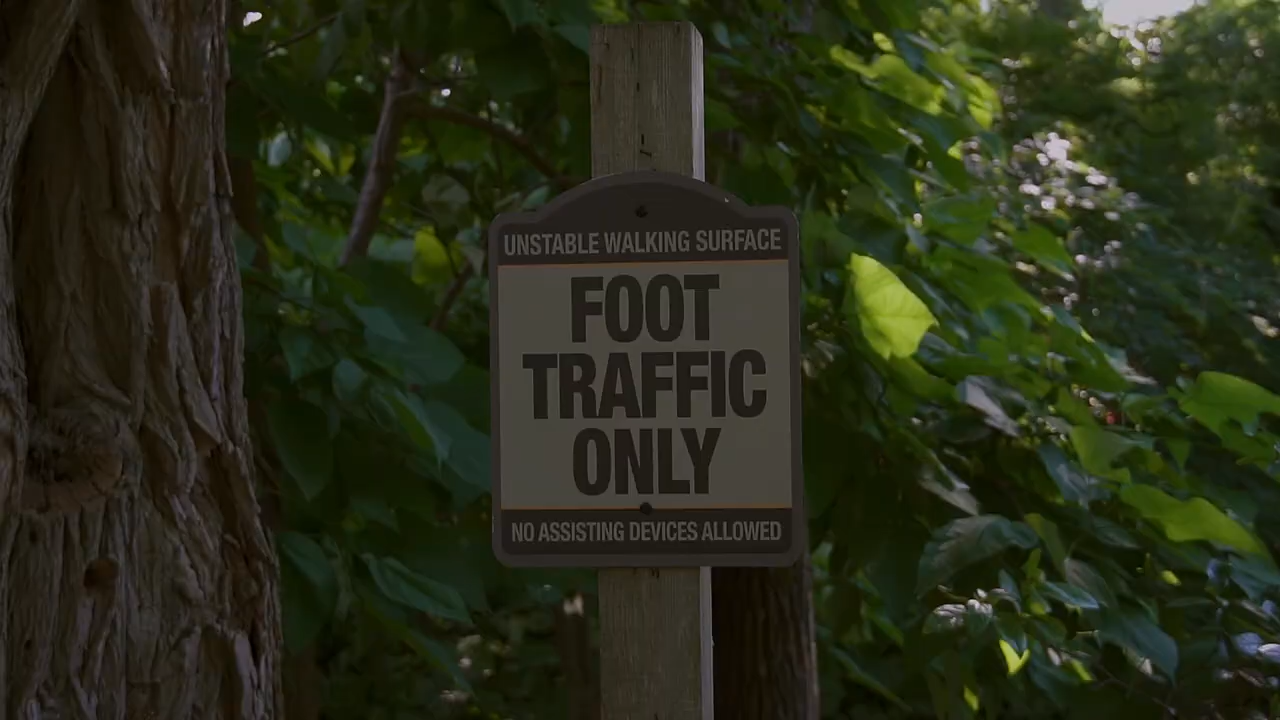 UNSTABLE WALKING SURFACE
FOOT
TRAFFIC
ONLY
NO ASSISTING DEVICES ALLOWED